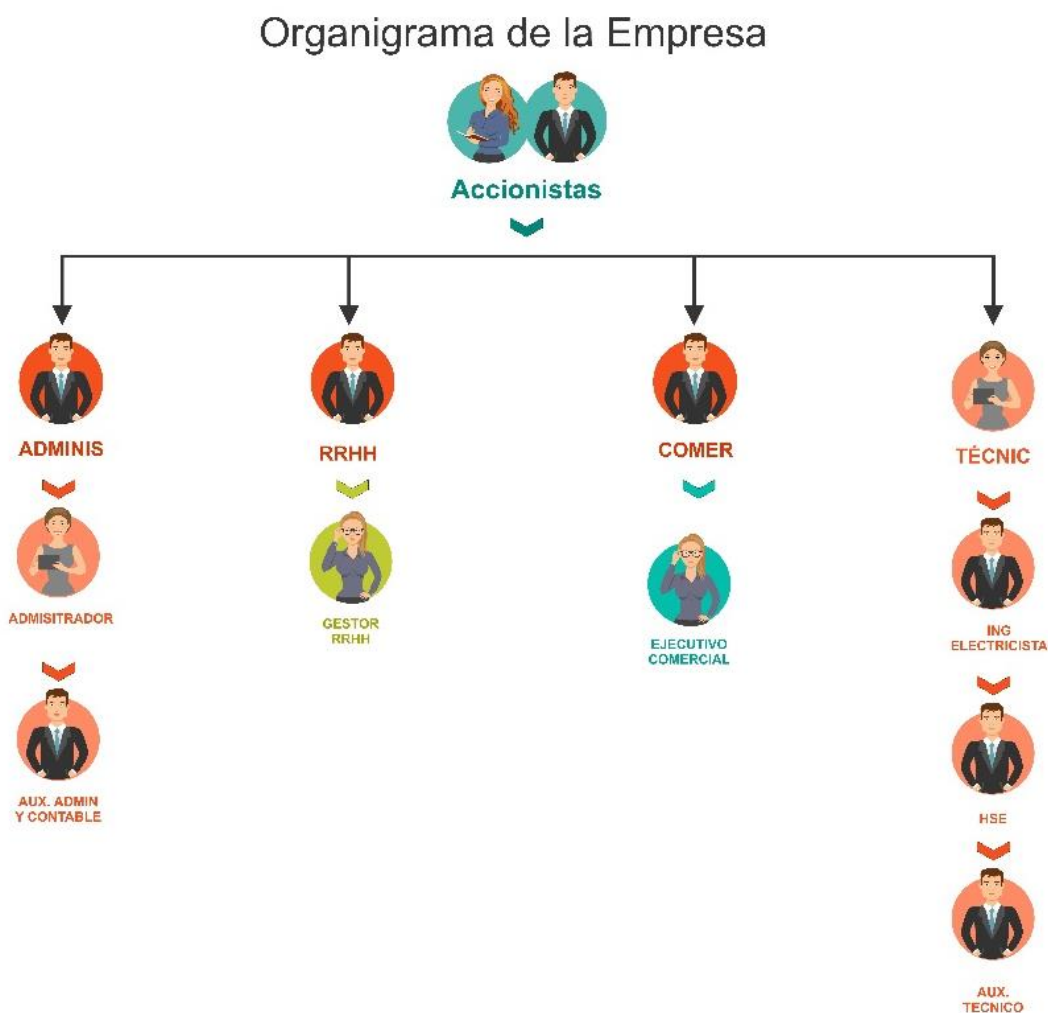 Organigrama de la Empresa
Accionistas
ADMINIS
RRHH
COMER
TÉCNIC
ADMISITRADOR
GESTOR
RRHH
EJECUTIVO
COMERCIAL
ING
ELECTRICISTA
AUX. ADMIN
Y CONTABLE
HSE
AUX.
TECNICO